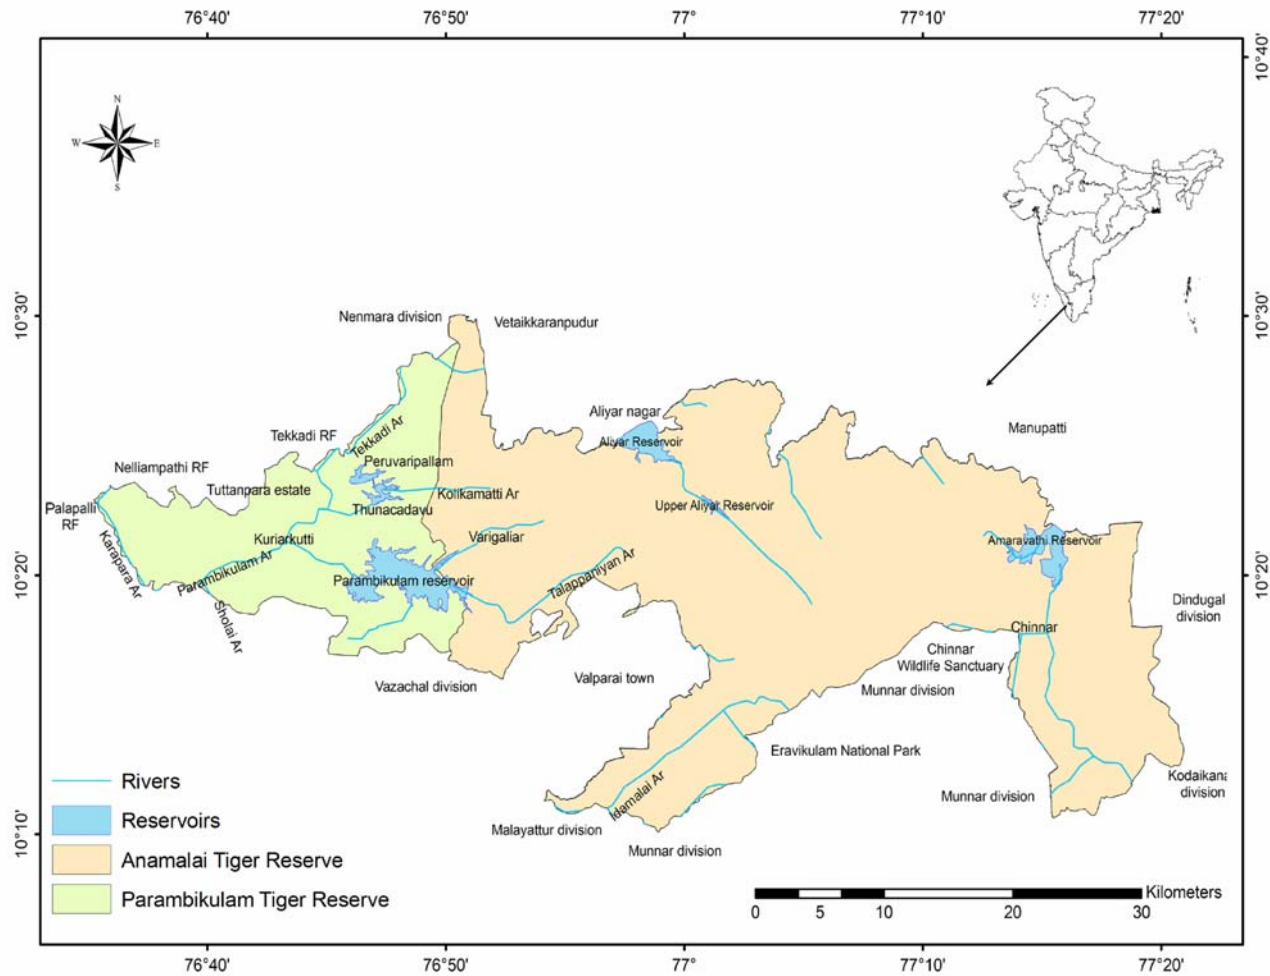 76°40'
76°50'
77°
77°10'
77°20'
10°40'
N
W
E
S
10°30'
10°30'
Nenmara division
Vetaikkaranpudur
Aliyar nagar
Manupatti
Tekkadi RF
Tekkadi Ar
Aliyar Reservoir
Nelliampathi RF
Peruvaripallam
Tuttanpara estate
Kolikamatti Ar
Palapalli
RF
Thunacadavu
Upper Aliyar Reservoir
Karapara Ar
Kuriarkutti
Varigaliar
Amaravathi Reservoir
10°20'
Parambikulam Ar
Parambikulam reservoir
Talappaniyan Ar
10°20'
Sholai Ar
Dindugal
division
Chinnar
Chinnar
Wildlife Sanctuary
Vazachal division
Valparai town
Munnar division
Eravikulam National Park
Rivers
Idamalai Ar
Munnar division
Kodaikana
division
Reservoirs
10°10'
Malayattur division
10°10'
Munnar division
Anamalai Tiger Reserve
Parambikulam Tiger Reserve
Kilometers
0
5
10
20
30
76°40'
76°50'
77°
77°10'
77°20'